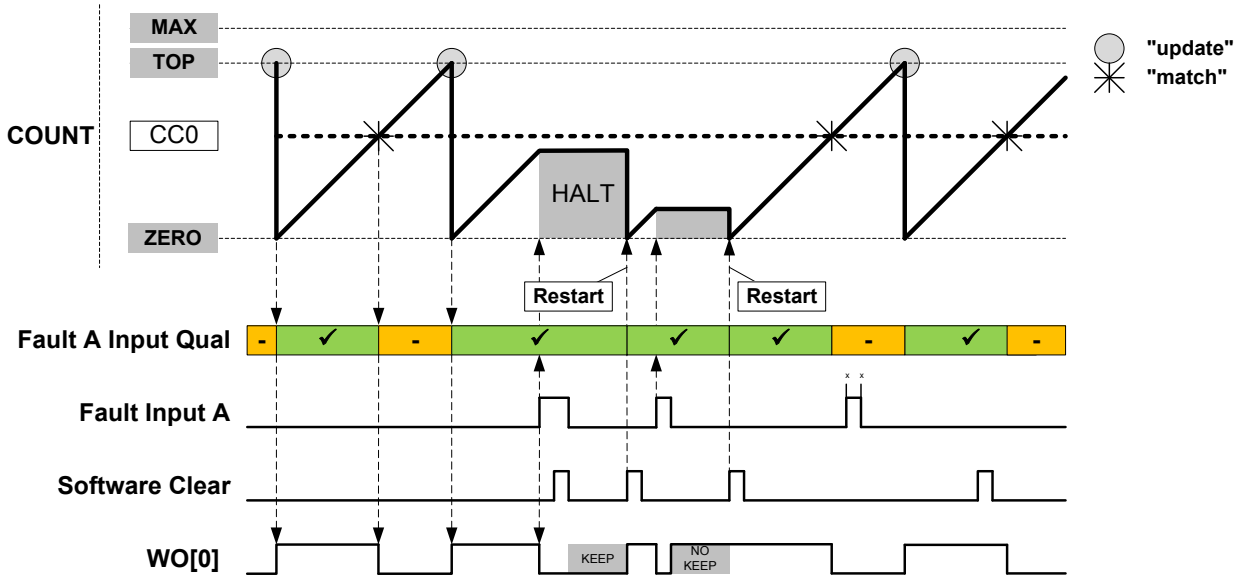 MAX
TOP
"update"
"match"
COUNT
CC0
HALT
ZERO
Restart
Restart
Fault A Input Qual
- ✓ - ✓ ✓ ✓ - ✓ -
x x
Fault Input A
Software Clear
WO[0]
KEEP
NO
KEEP